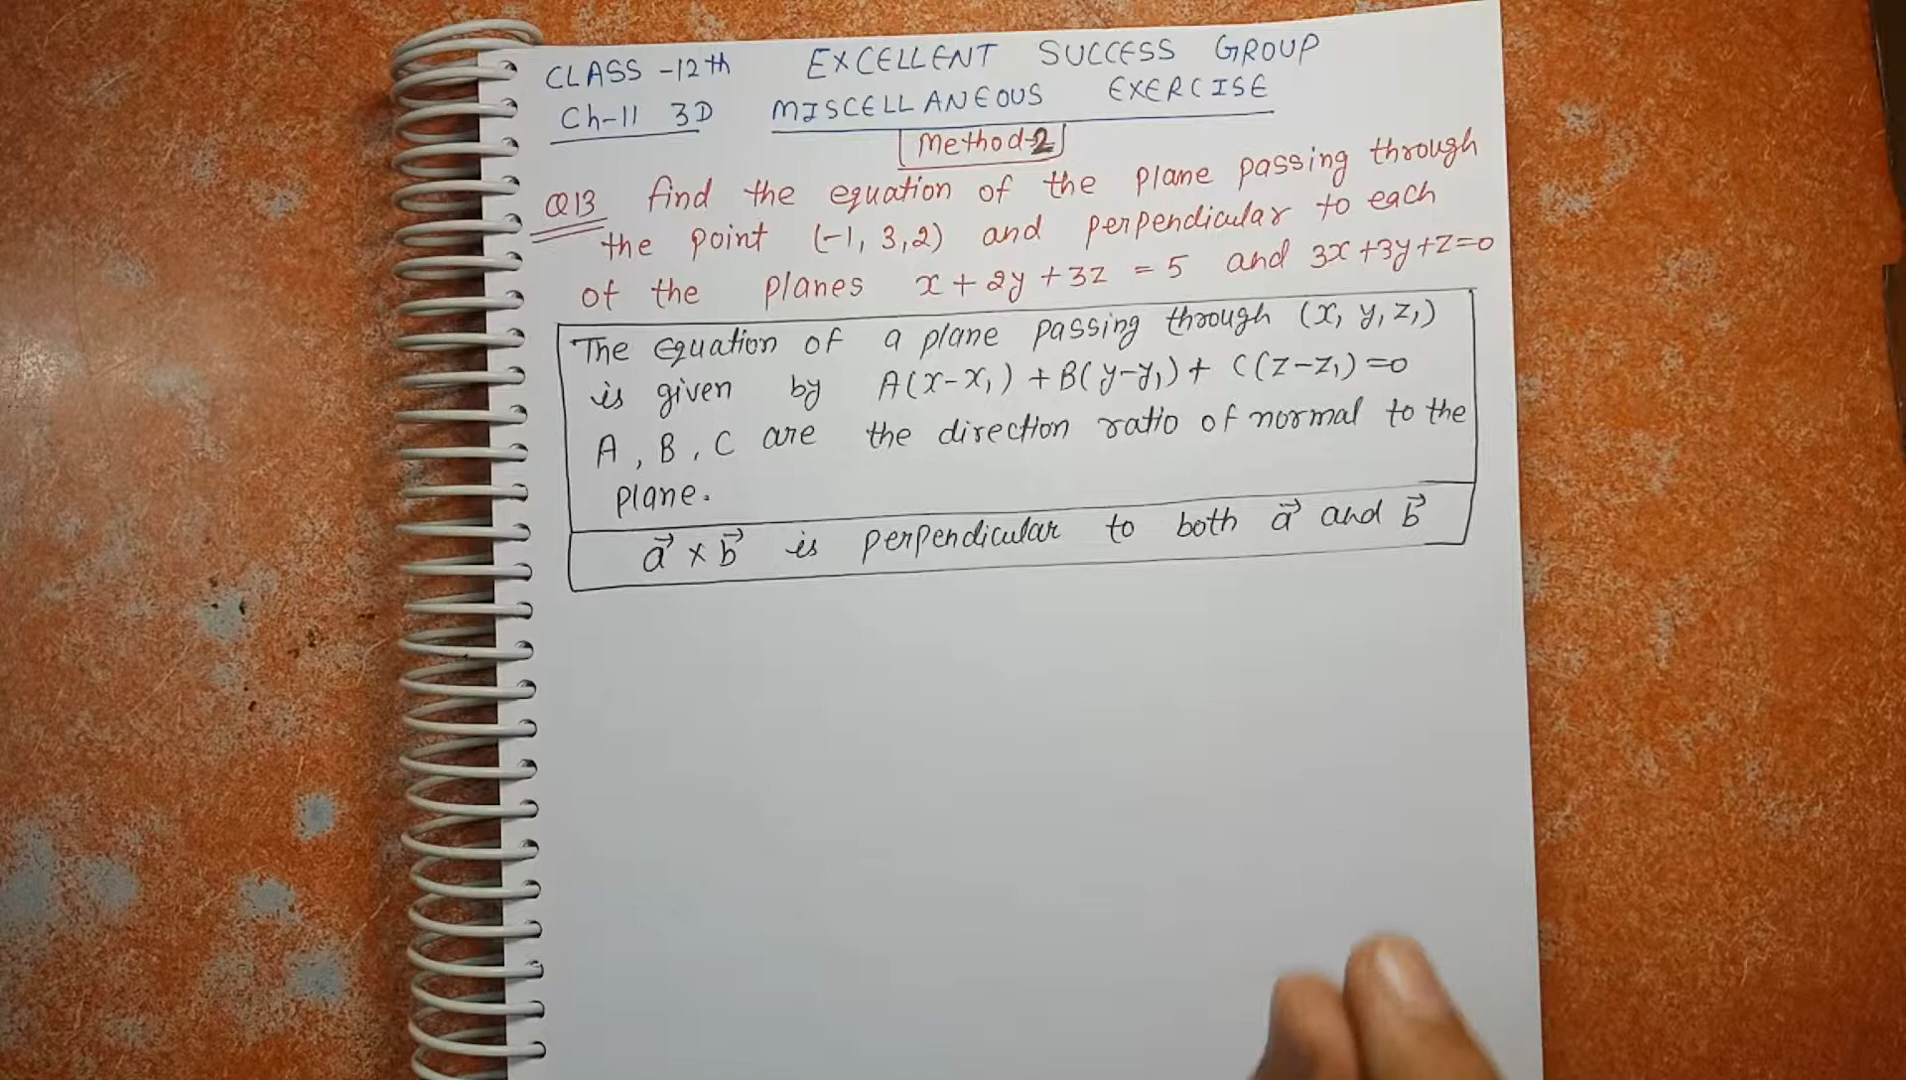 CLASS -12th EXCELLENT SUCCESS GROUP
Ch-11 3D MISCELLANEOUS EXERCISE
Method-2
Q13 find the equation of the plane passing through
the point (-1, 3, 2) and perpendicular to each
of the planes x + 2y + 3z = 5 and 3x + 3y + z = 0
The equation of a plane passing through (x₁ y₁ z₁)
is given by A(x-x₁) + B(y-y₁) + C(z-z₁) = 0
A, B, C are the direction ratio of normal to the
plane.
a⃗ × b⃗ is perpendicular to both a⃗ and b⃗